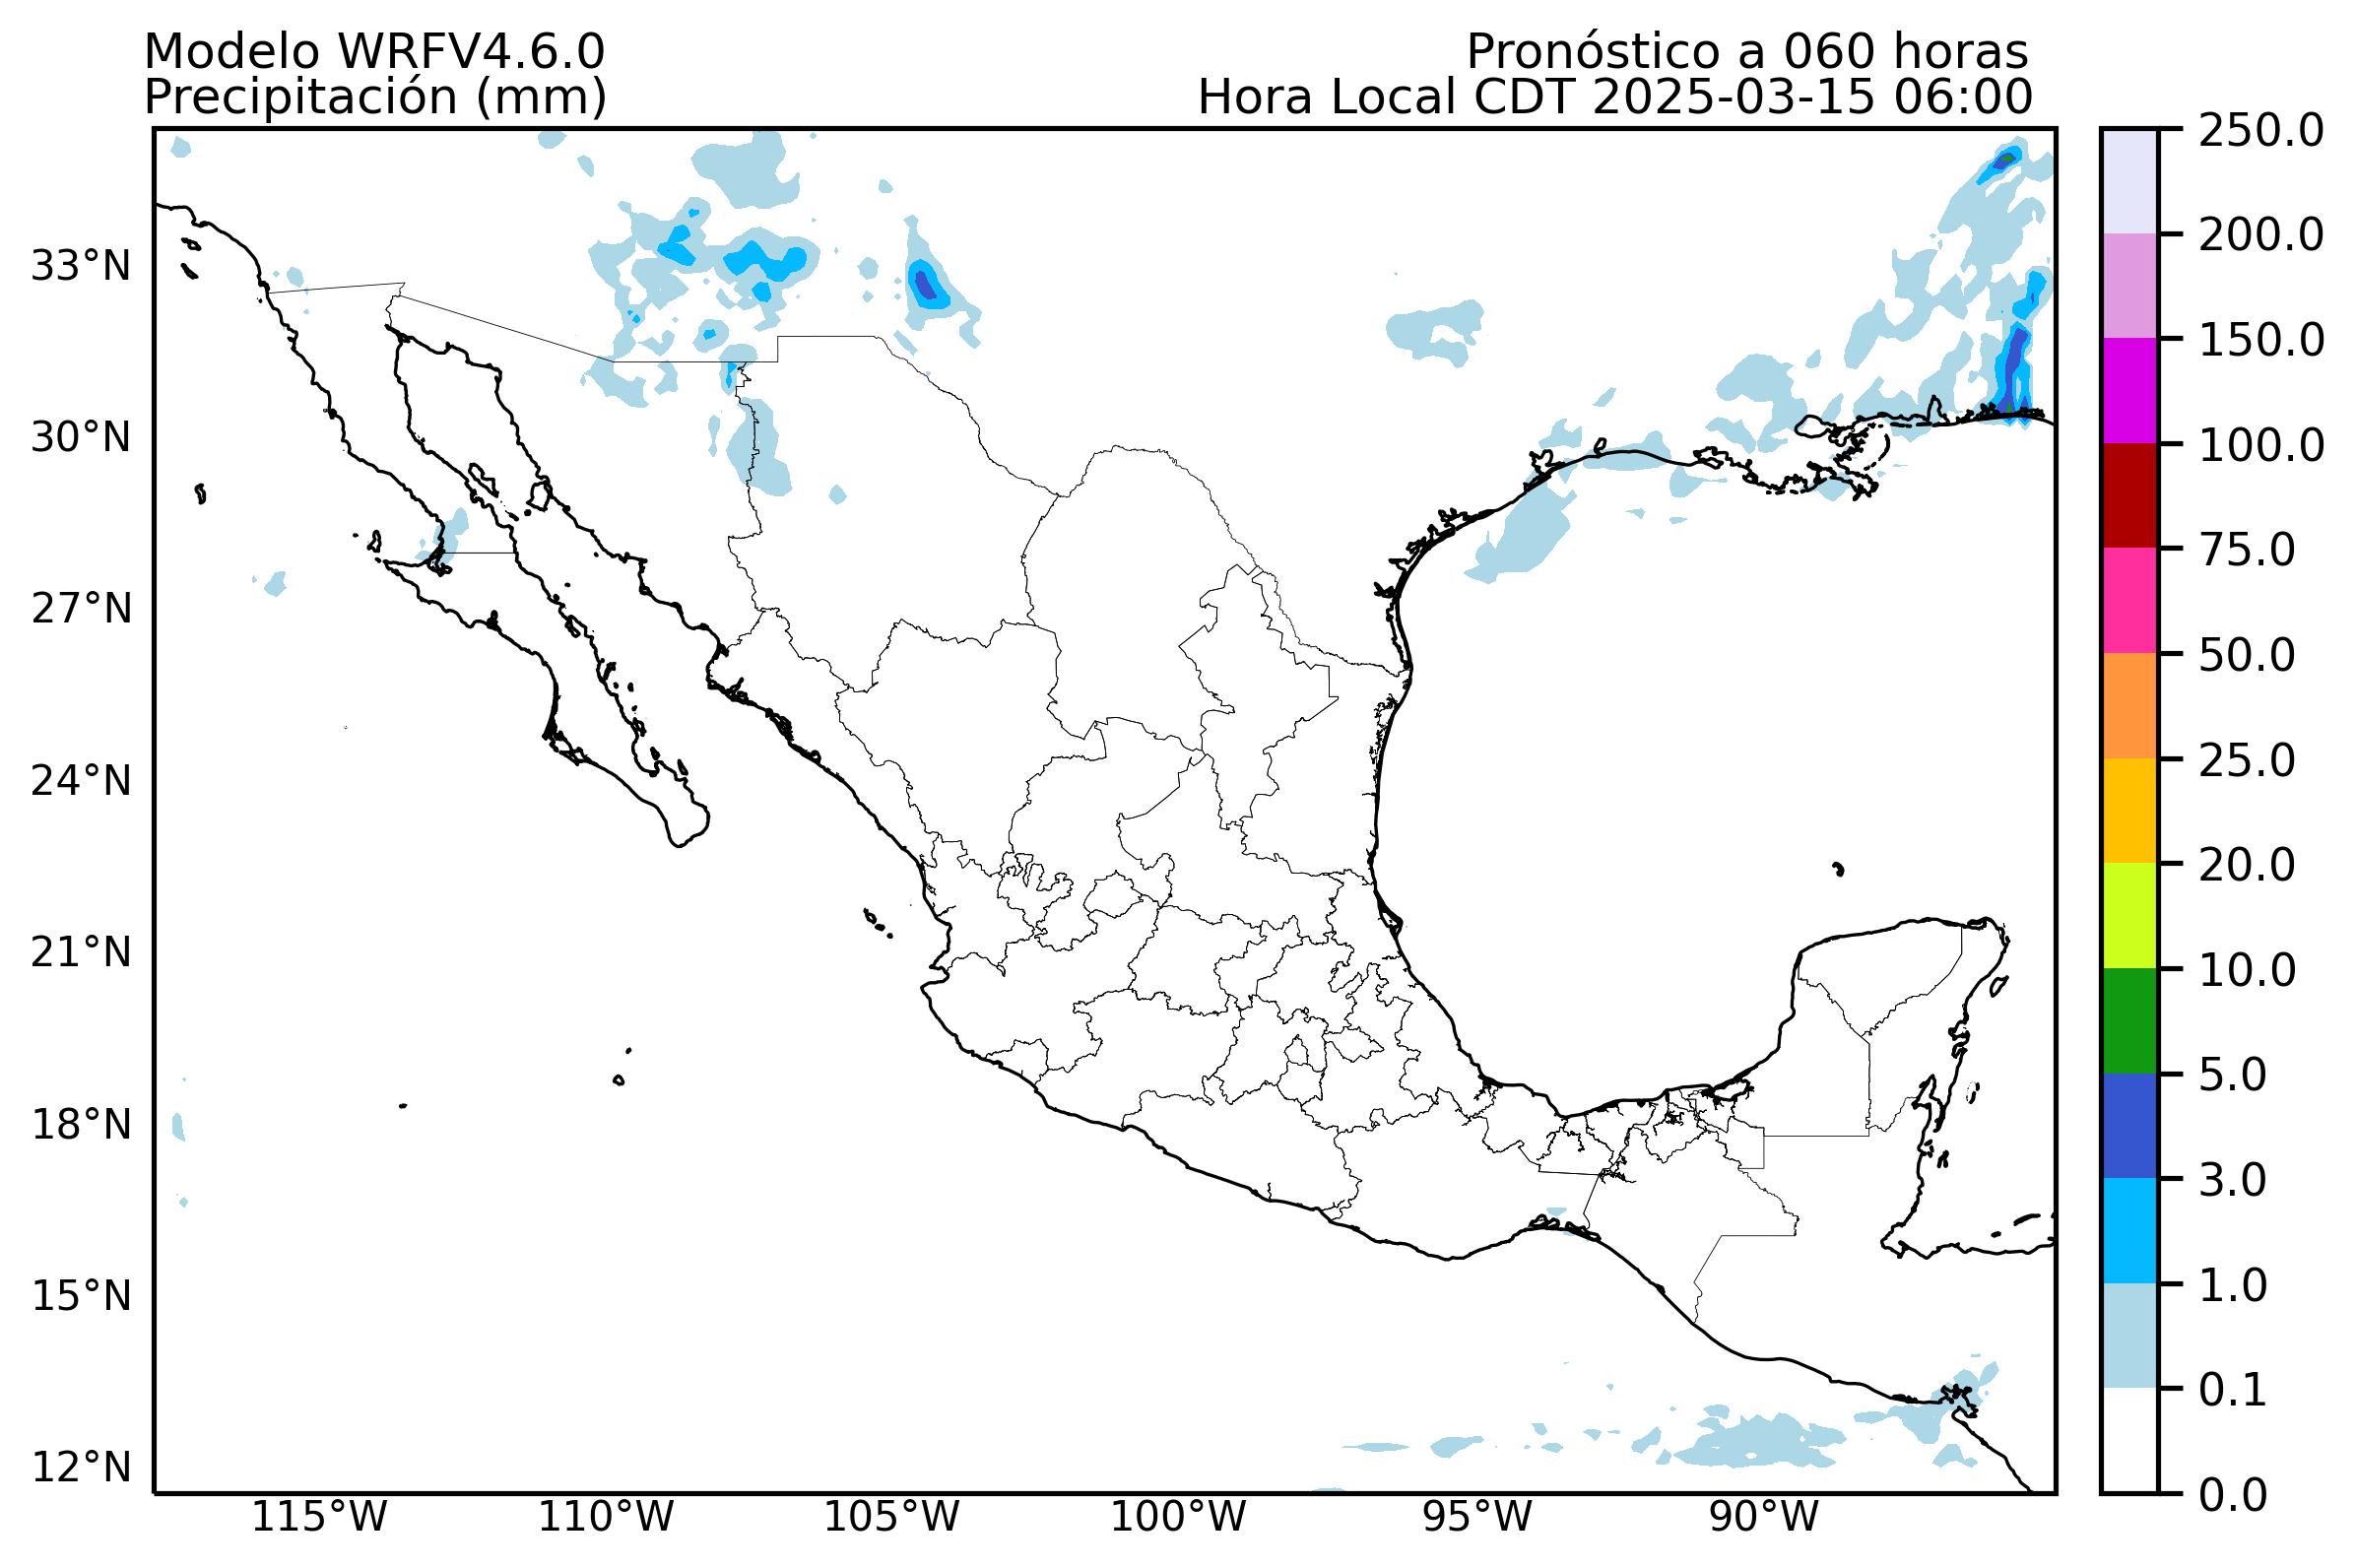 Modelo WRFV4.6.0
Precipitación (mm)
Pronóstico a 060 horas
Hora Local CDT 2025-03-15 06:00
33°N
30°N
27°N
24°N
21°N
18°N
15°N
12°N
115°W
110°W
105°W
100°W
95°W
90°W
250.0
200.0
150.0
100.0
75.0
50.0
25.0
20.0
10.0
5.0
3.0
1.0
0.1
0.0